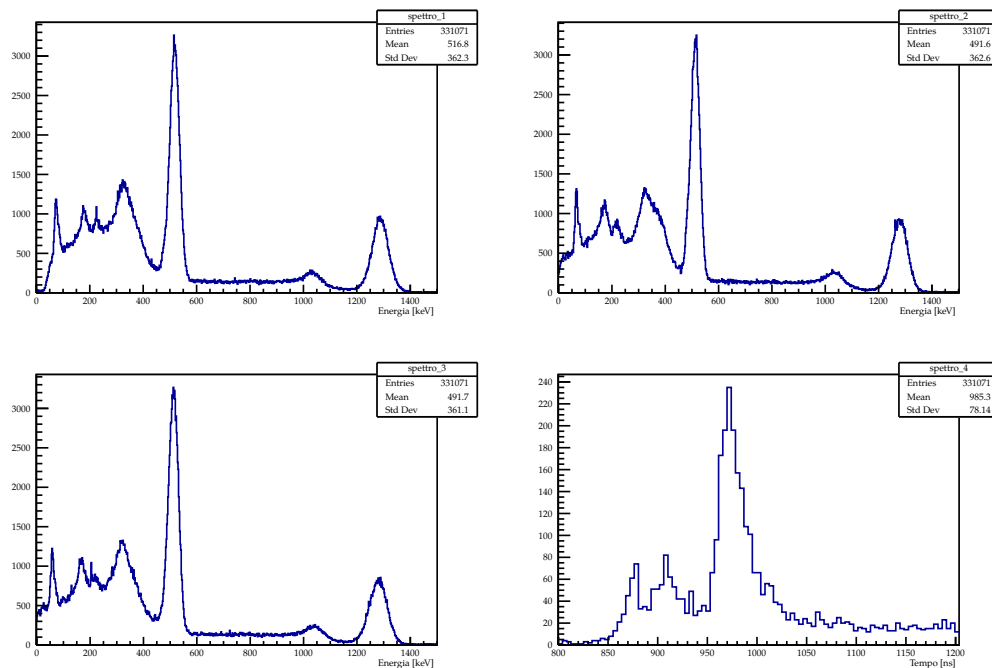 spettro_1
Entries 331071
Mean 516.8
Std Dev 362.3
3000
2500
2000
1500
1000
500
0
0 200 400 600 800 1000 1200 1400
Energia [keV]
spettro_2
Entries 331071
Mean 491.6
Std Dev 362.6
3000
2500
2000
1500
1000
500
0
0 200 400 600 800 1000 1200 1400
Energia [keV]
spettro_3
Entries 331071
Mean 491.7
Std Dev 361.1
3000
2500
2000
1500
1000
500
0
0 200 400 600 800 1000 1200 1400
Energia [keV]
spettro_4
Entries 331071
Mean 985.3
Std Dev 78.14
240
220
200
180
160
140
120
100
80
60
40
20
0
800 850 900 950 1000 1050 1100 1150 1200
Tempo [ns]